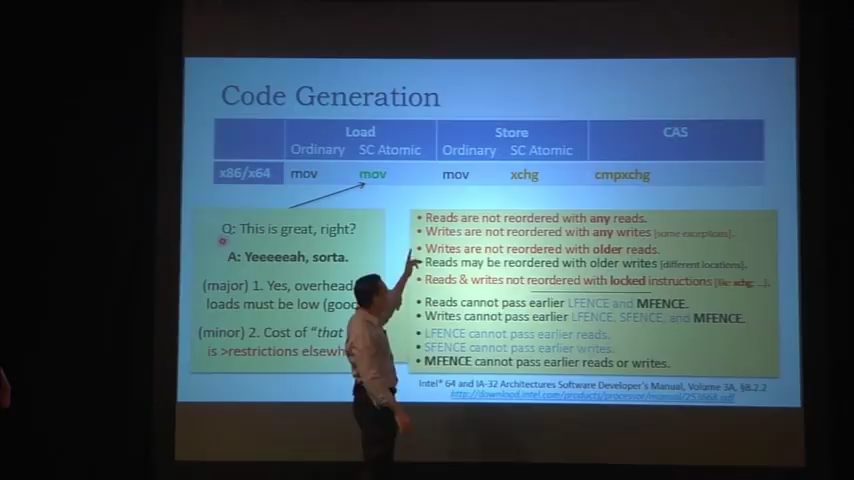 Code Generation
Load Store CAS
Ordinary SC Atomic Ordinary SC Atomic
x86/x64 mov mov mov xchg cmpxchg
Q: This is great, right?
A: Yeeeeeah, sorta.
(major) 1. Yes, overhead
loads must be low (good
(minor) 2. Cost of "that
is >restrictions elsewh
• Reads are not reordered with any reads.
• Writes are not reordered with any writes [some exceptions].
• Writes are not reordered with older reads.
• Reads may be reordered with older writes [different locations].
• Reads & writes not reordered with locked instructions [like xchg, ...].
• Reads cannot pass earlier LFENCE and MFENCE.
• Writes cannot pass earlier LFENCE, SFENCE, and MFENCE.
• LFENCE cannot pass earlier reads.
• SFENCE cannot pass earlier writes.
• MFENCE cannot pass earlier reads or writes.
Intel® 64 and IA-32 Architectures Software Developer's Manual, Volume 3A, §8.2.2